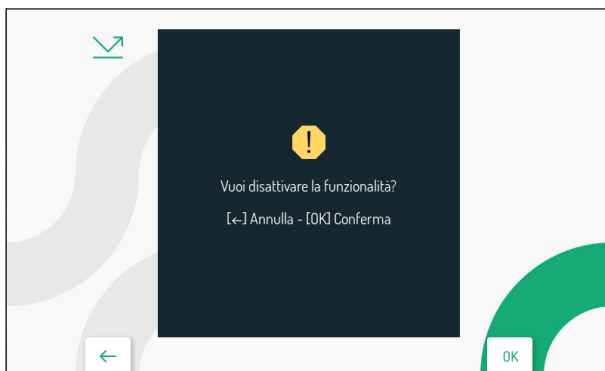 !
Vuoi disattivare la funzionalità?
[←] Annulla - [OK] Conferma
← OK